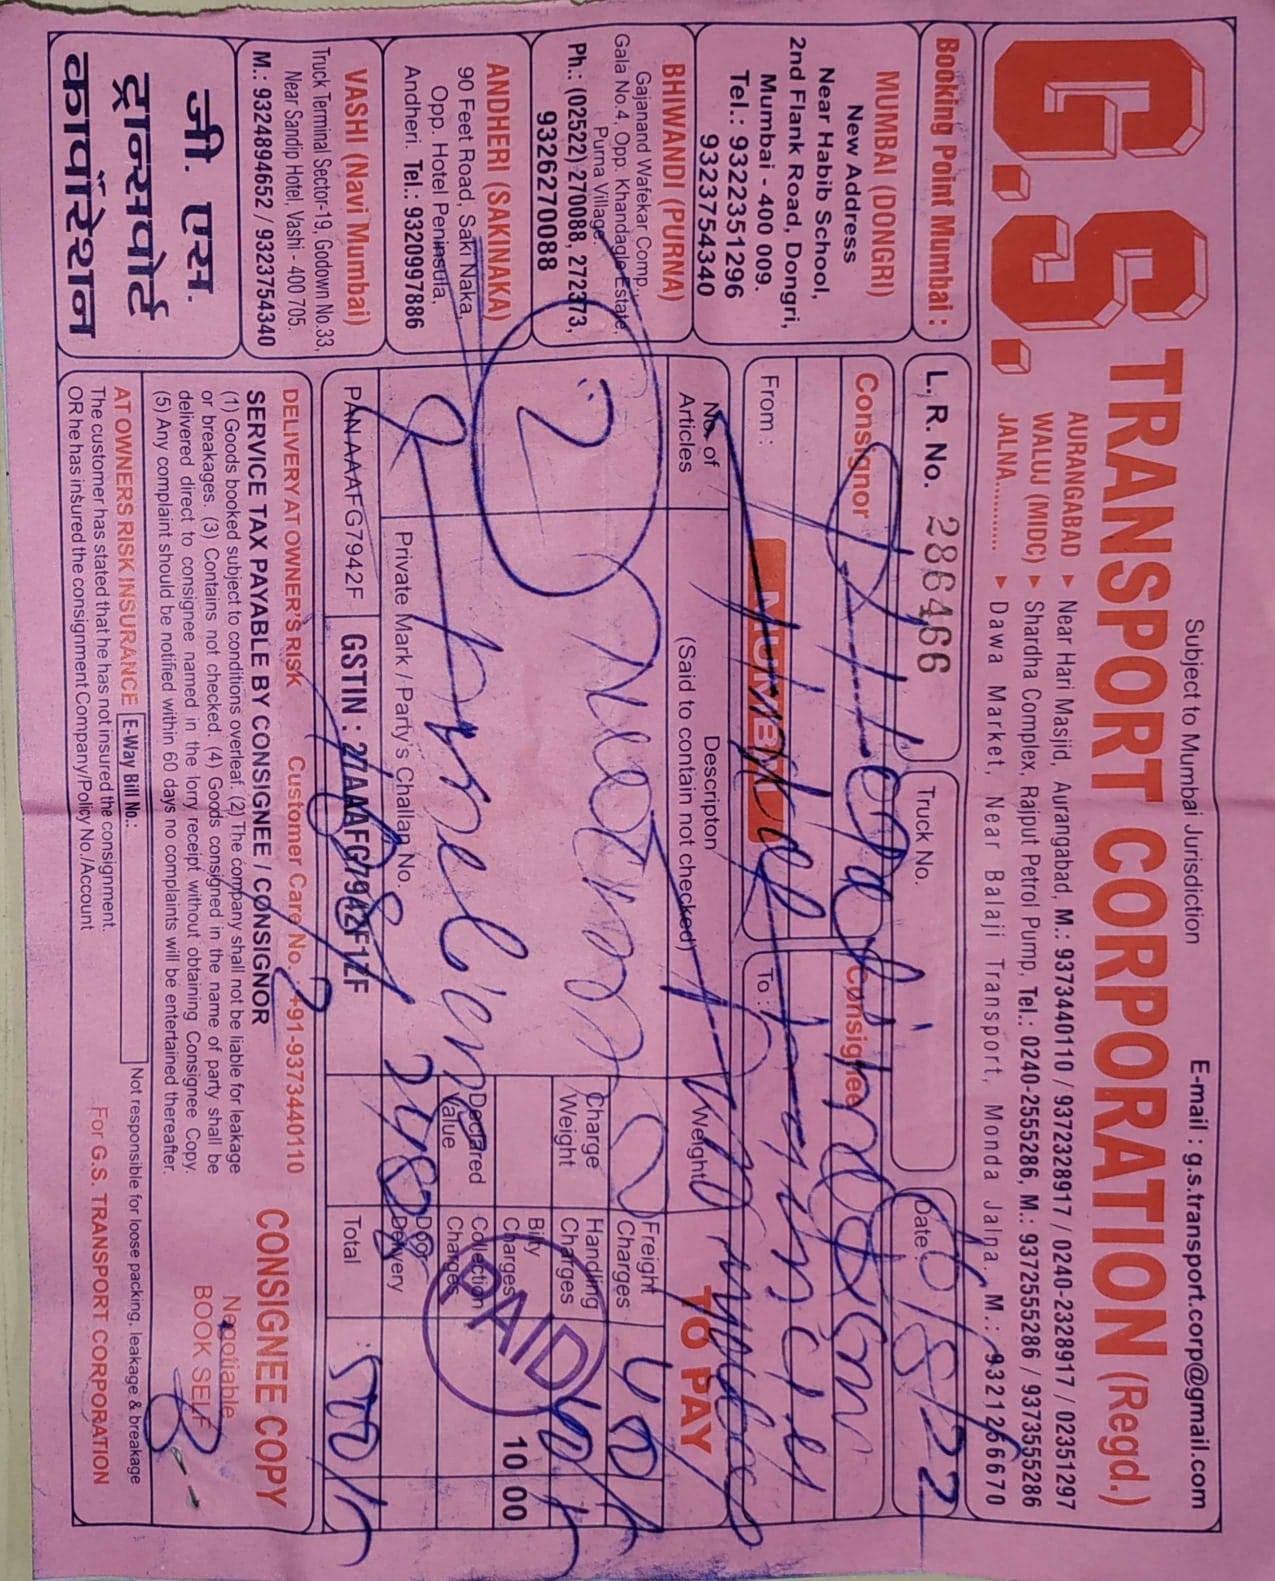 Subject to Mumbai Jurisdiction
E-mail : g.s.transport.corp@gmail.com
G.S. TRANSPORT CORPORATION (Regd.)
AURANGABAD ▸ Near Hari Masjid, Aurangabad, M.: 9373440110 / 9372328917 / 0240-2328917 / 02351297
WALUJ (MIDC) ▸ Shardha Complex, Rajput Petrol Pump, Tel.: 0240-2555286, M.: 9372555286 / 9373555286
JALNA............ ▸ Dawa Market, Near Balaji Transport, Monda Jalna. M.: 9321266670
Booking Point Mumbai :
MUMBAI (DONGRI)
New Address
Near Habib School,
2nd Flank Road, Dongri,
Mumbai - 400 009.
Tel.: 9322351296
9323754340
BHIWANDI (PURNA)
Gajanand Wafekar Comp.,
Gala No.4, Opp. Khandagle Estate,
Purna Village.
Ph.: (02522) 270088, 272373,
9326270088
ANDHERI (SAKINAKA)
90 Feet Road, Saki Naka,
Opp. Hotel Peninsula,
Andheri. Tel.: 9320997886
VASHI (Navi Mumbai)
Truck Terminal Sector-19, Godown No.33,
Near Sandip Hotel, Vashi - 400 705.
M.: 9324894652 / 9323754340
जी. एस.
ट्रान्सपोर्ट
कार्पोरेशन
L. R. No. 286466
Truck No.
Date 6/8/22
Consignor
Consignee
From : MUMBAI
To :
No. of Articles
Descripton
(Said to contain not checked)
Weight
TO PAY
2
Freight Charges
Charge Weight
Handling Charges
Bilty Charges 10 00
Declared Value
Collection Charges
Private Mark / Party's Challan No.
Door Delivery
PAID
PAN AAAFG7942F
GSTIN : 27AAAFG7942F1ZF
Total 500/-
DELIVERY AT OWNER'S RISK
Customer Care No. +91-9373440110
SERVICE TAX PAYABLE BY CONSIGNEE / CONSIGNOR
(1) Goods booked subject to conditions overleaf. (2) The company shall not be liable for leakage
or breakages. (3) Contains not checked. (4) Goods consigned in the name of party shall be
delivered direct to consignee named in the lorry receipt without obtaining Consignee Copy.
(5) Any complaint should be notified within 60 days no complaints will be entertained thereafter.
CONSIGNEE COPY
Negotiable
BOOK SELF
AT OWNERS RISK INSURANCE
E-Way Bill No.:
The customer has stated that he has not insured the consignment.
OR he has insured the consignment Company/Policy No./Account
Not responsible for loose packing, leakage & breakage
For G.S. TRANSPORT CORPORATION